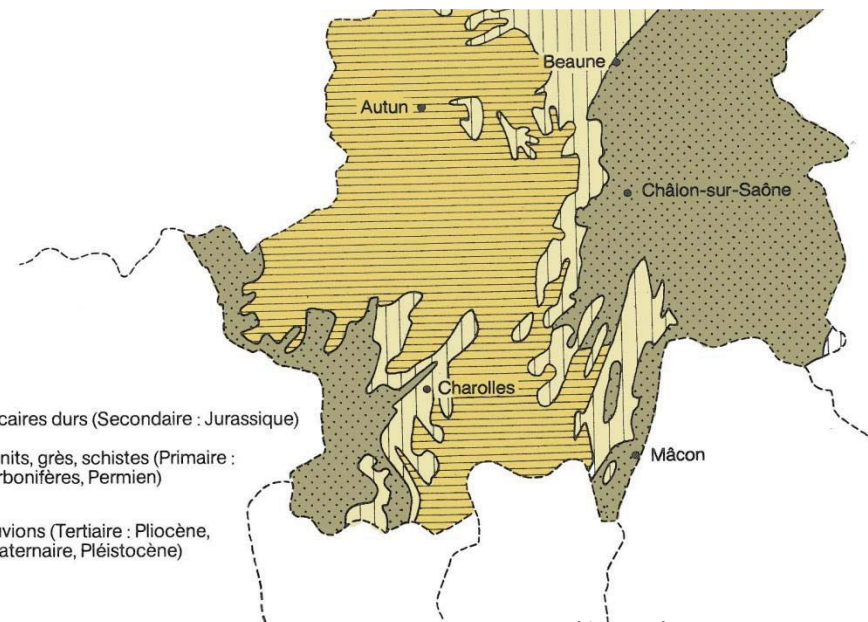 Beaune
Autun
Châlon-sur-Saône
Charolles
caires durs (Secondaire : Jurassique)
nits, grès, schistes (Primaire :
rbonifères, Permien)
Mâcon
uvions (Tertiaire : Pliocène,
aternaire, Pléistocène)